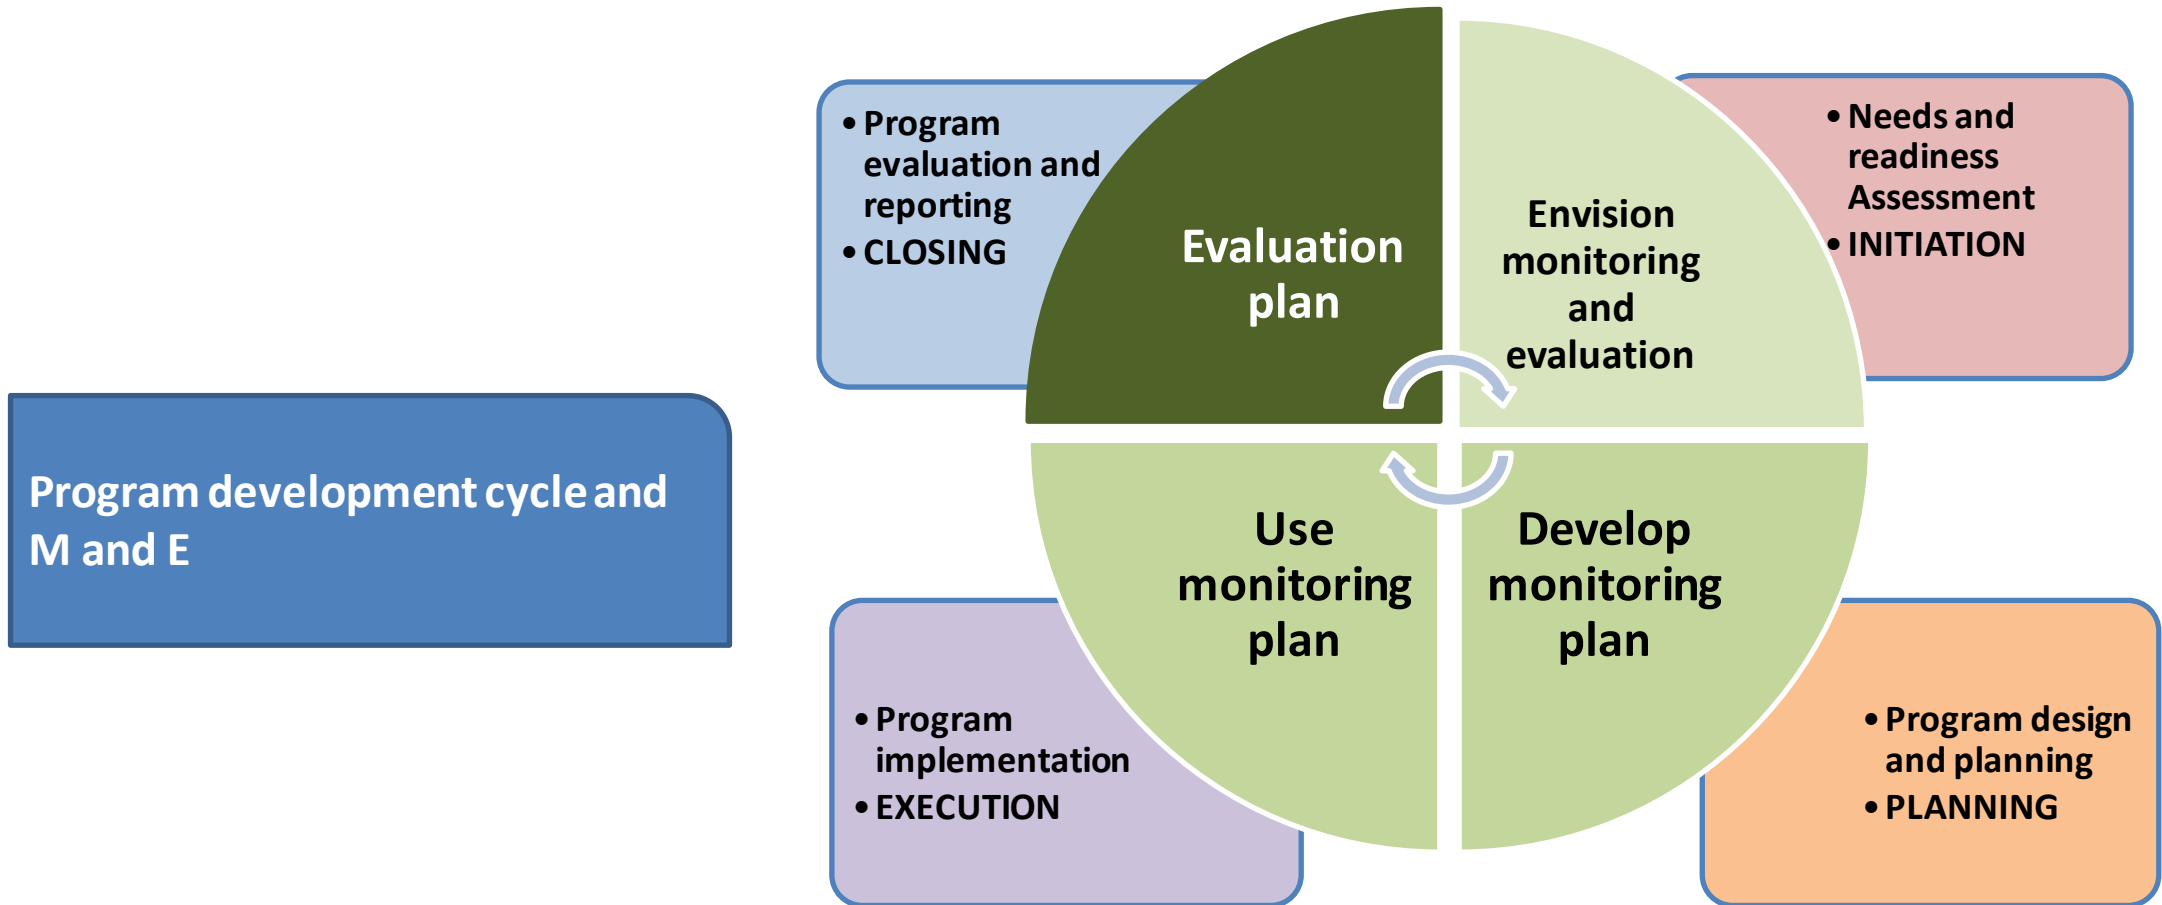 Program development cycle and
M and E
• Program
evaluation and
reporting
• CLOSING
Evaluation
plan
Envision
monitoring
and
evaluation
• Needs and
readiness
Assessment
• INITIATION
Use
monitoring
plan
Develop
monitoring
plan
• Program
implementation
• EXECUTION
• Program design
and planning
• PLANNING